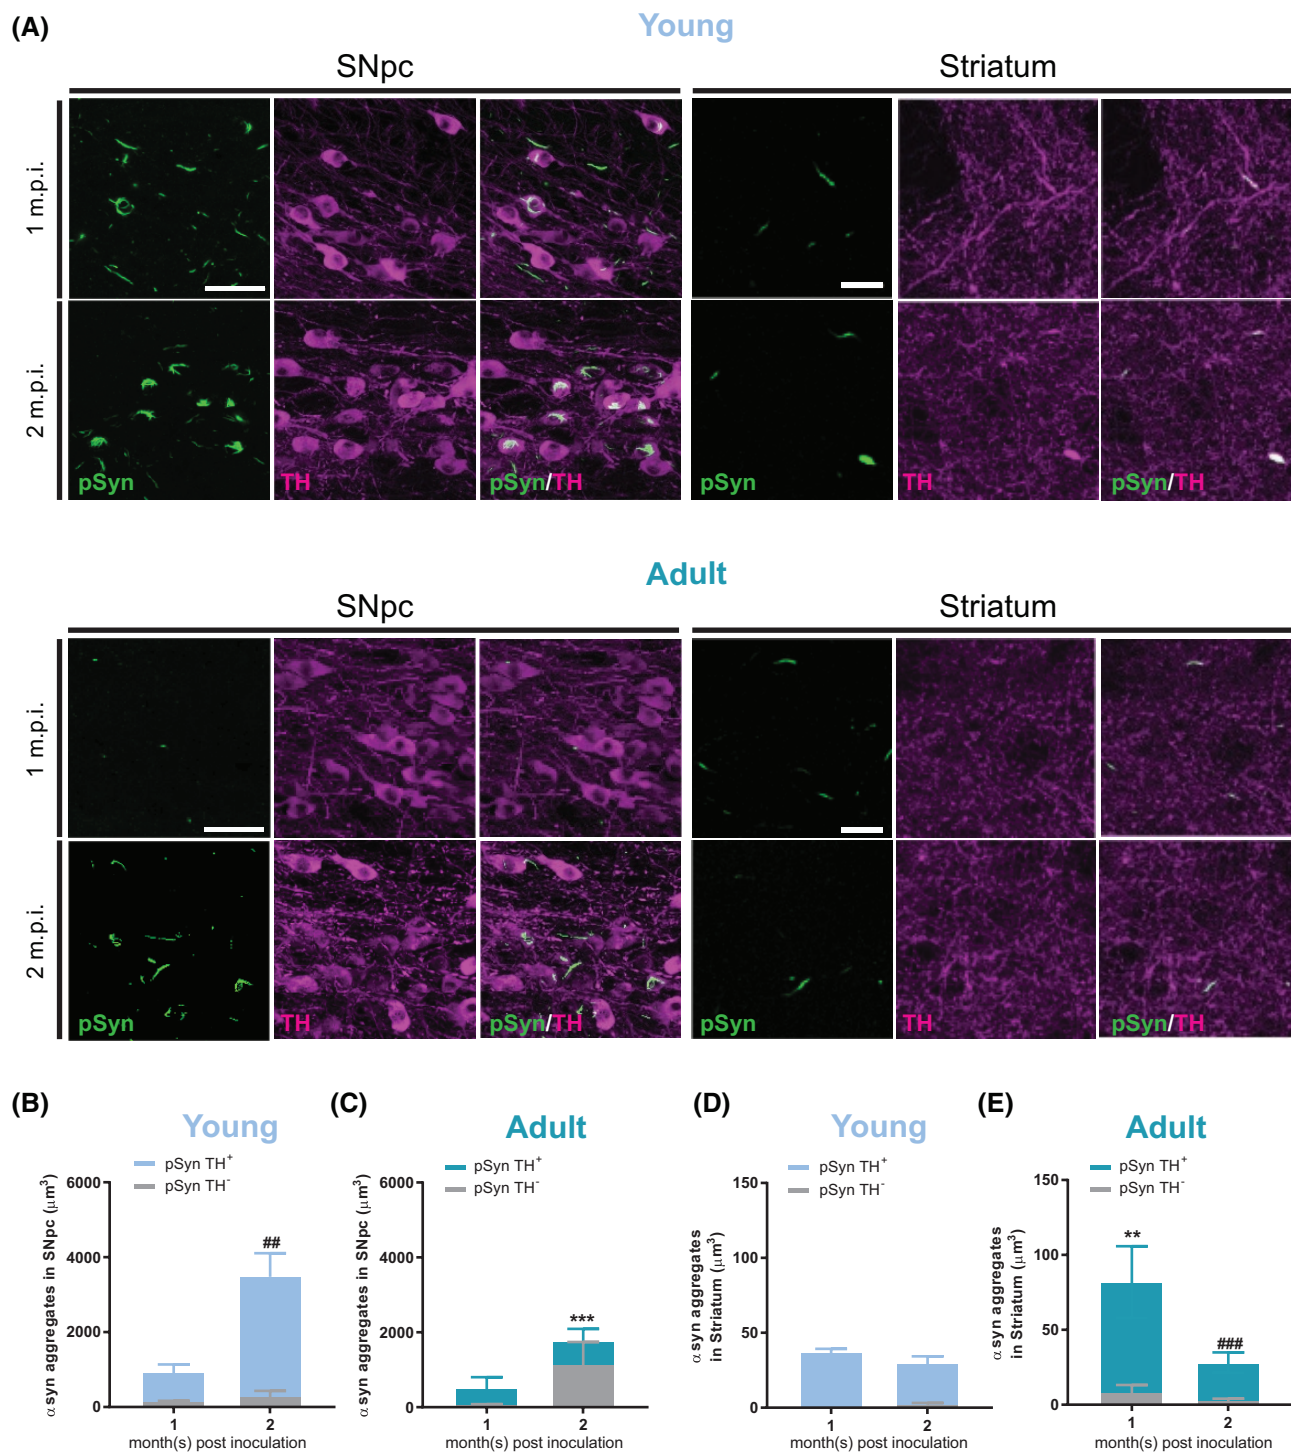 (A)
Young
SNpc
Striatum
1 m.p.i.
2 m.p.i.
pSyn
TH
pSyn/TH
pSyn
TH
pSyn/TH
Adult
SNpc
Striatum
1 m.p.i.
2 m.p.i.
pSyn
TH
pSyn/TH
pSyn
TH
pSyn/TH
(B)
Young
pSyn TH+
pSyn TH-
α syn aggregates in SNpc (μm³)
6000
4000
2000
0
##
1
2
month(s) post inoculation
(C)
Adult
pSyn TH+
pSyn TH-
α syn aggregates in SNpc (μm³)
6000
4000
2000
0
***
1
2
month(s) post inoculation
(D)
Young
pSyn TH+
pSyn TH-
α syn aggregates
in Striatum (μm³)
150
100
50
0
1
2
month(s) post inoculation
(E)
Adult
pSyn TH+
pSyn TH-
α syn aggregates
in Striatum (μm³)
150
100
50
0
**
###
1
2
month(s) post inoculation